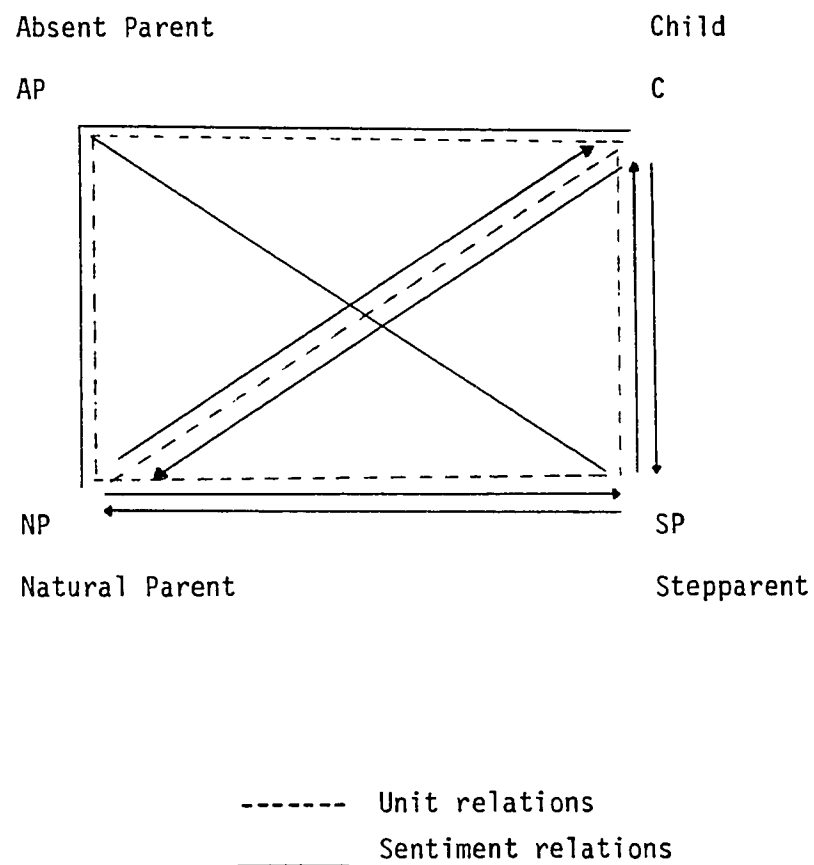 Absent Parent Child
AP C
NP SP
Natural Parent Stepparent
Unit relations
Sentiment relations